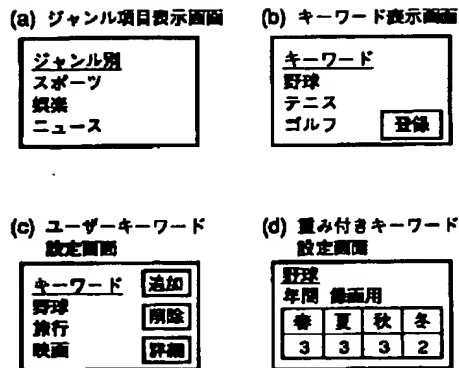 (a) ジャンル項目表示画面
ジャンル別
スポーツ
娯楽
ニュース
(b) キーワード表示画面
キーワード
野球
テニス
ゴルフ 登録
(c) ユーザーキーワード
設定画面
キーワード 追加
野球 削除
旅行
映画 詳細
(d) 重み付きキーワード
設定画面
野球
年間 録画用
春 夏 秋 冬
3 3 3 2